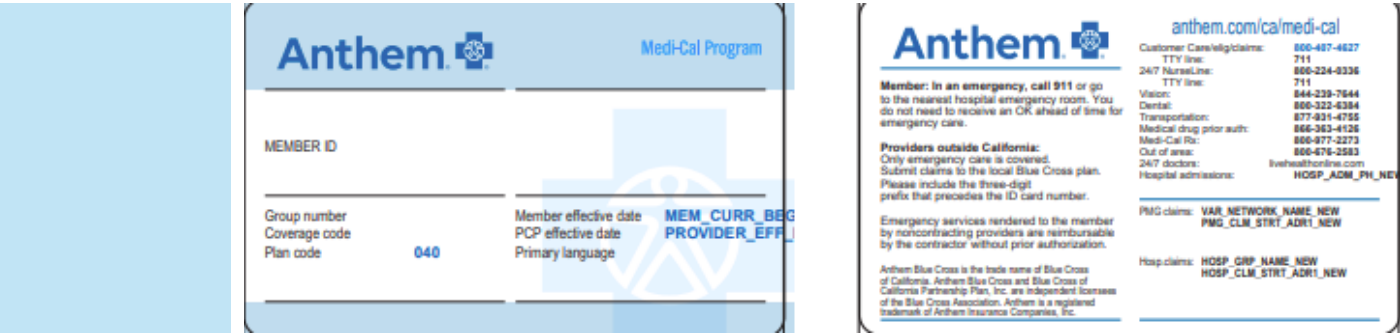 Anthem
Medi-Cal Program
MEMBER ID
Group number
Coverage code
Plan code 040
Member effective date MEM_CURR_BEG
PCP effective date PROVIDER_EFF_
Primary language
Anthem
Member: In an emergency, call 911 or go
to the nearest hospital emergency room. You
do not need to receive an OK ahead of time for
emergency care.
Providers outside California:
Only emergency care is covered.
Submit claims to the local Blue Cross plan.
Please include the three-digit
prefix that precedes the ID card number.
Emergency services rendered to the member
by noncontracting providers are reimbursable
by the contractor without prior authorization.
Anthem Blue Cross is the trade name of Blue Cross
of California. Anthem Blue Cross and Blue Cross of
California Partnership Plan, Inc. are independent licensees
of the Blue Cross Association. Anthem is a registered
trademark of Anthem Insurance Companies, Inc.
anthem.com/ca/medi-cal
Customer Care/elig/claims: 800-407-4627
TTY line: 711
24/7 NurseLine: 800-224-0336
TTY line: 711
Vision: 844-239-7644
Dental: 800-322-6384
Transportation: 877-931-4755
Medical drug prior auth: 866-363-4126
Medi-Cal Rx: 800-977-2273
Out of area: 800-676-2583
24/7 doctors: livehealthonline.com
Hospital admissions: HOSP_ADM_PH_NEW
PMG claims: VAR_NETWORK_NAME_NEW
PMG_CLM_STRT_ADR1_NEW
Hosp.claims: HOSP_GRP_NAME_NEW
HOSP_CLM_STRT_ADR1_NEW